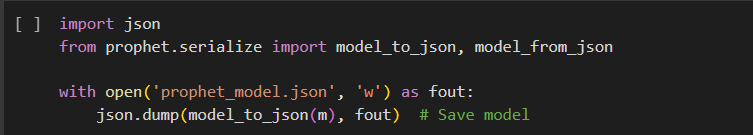 [ ] import json
from prophet.serialize import model_to_json, model_from_json
with open('prophet_model.json', 'w') as fout:
json.dump(model_to_json(m), fout)  # Save model